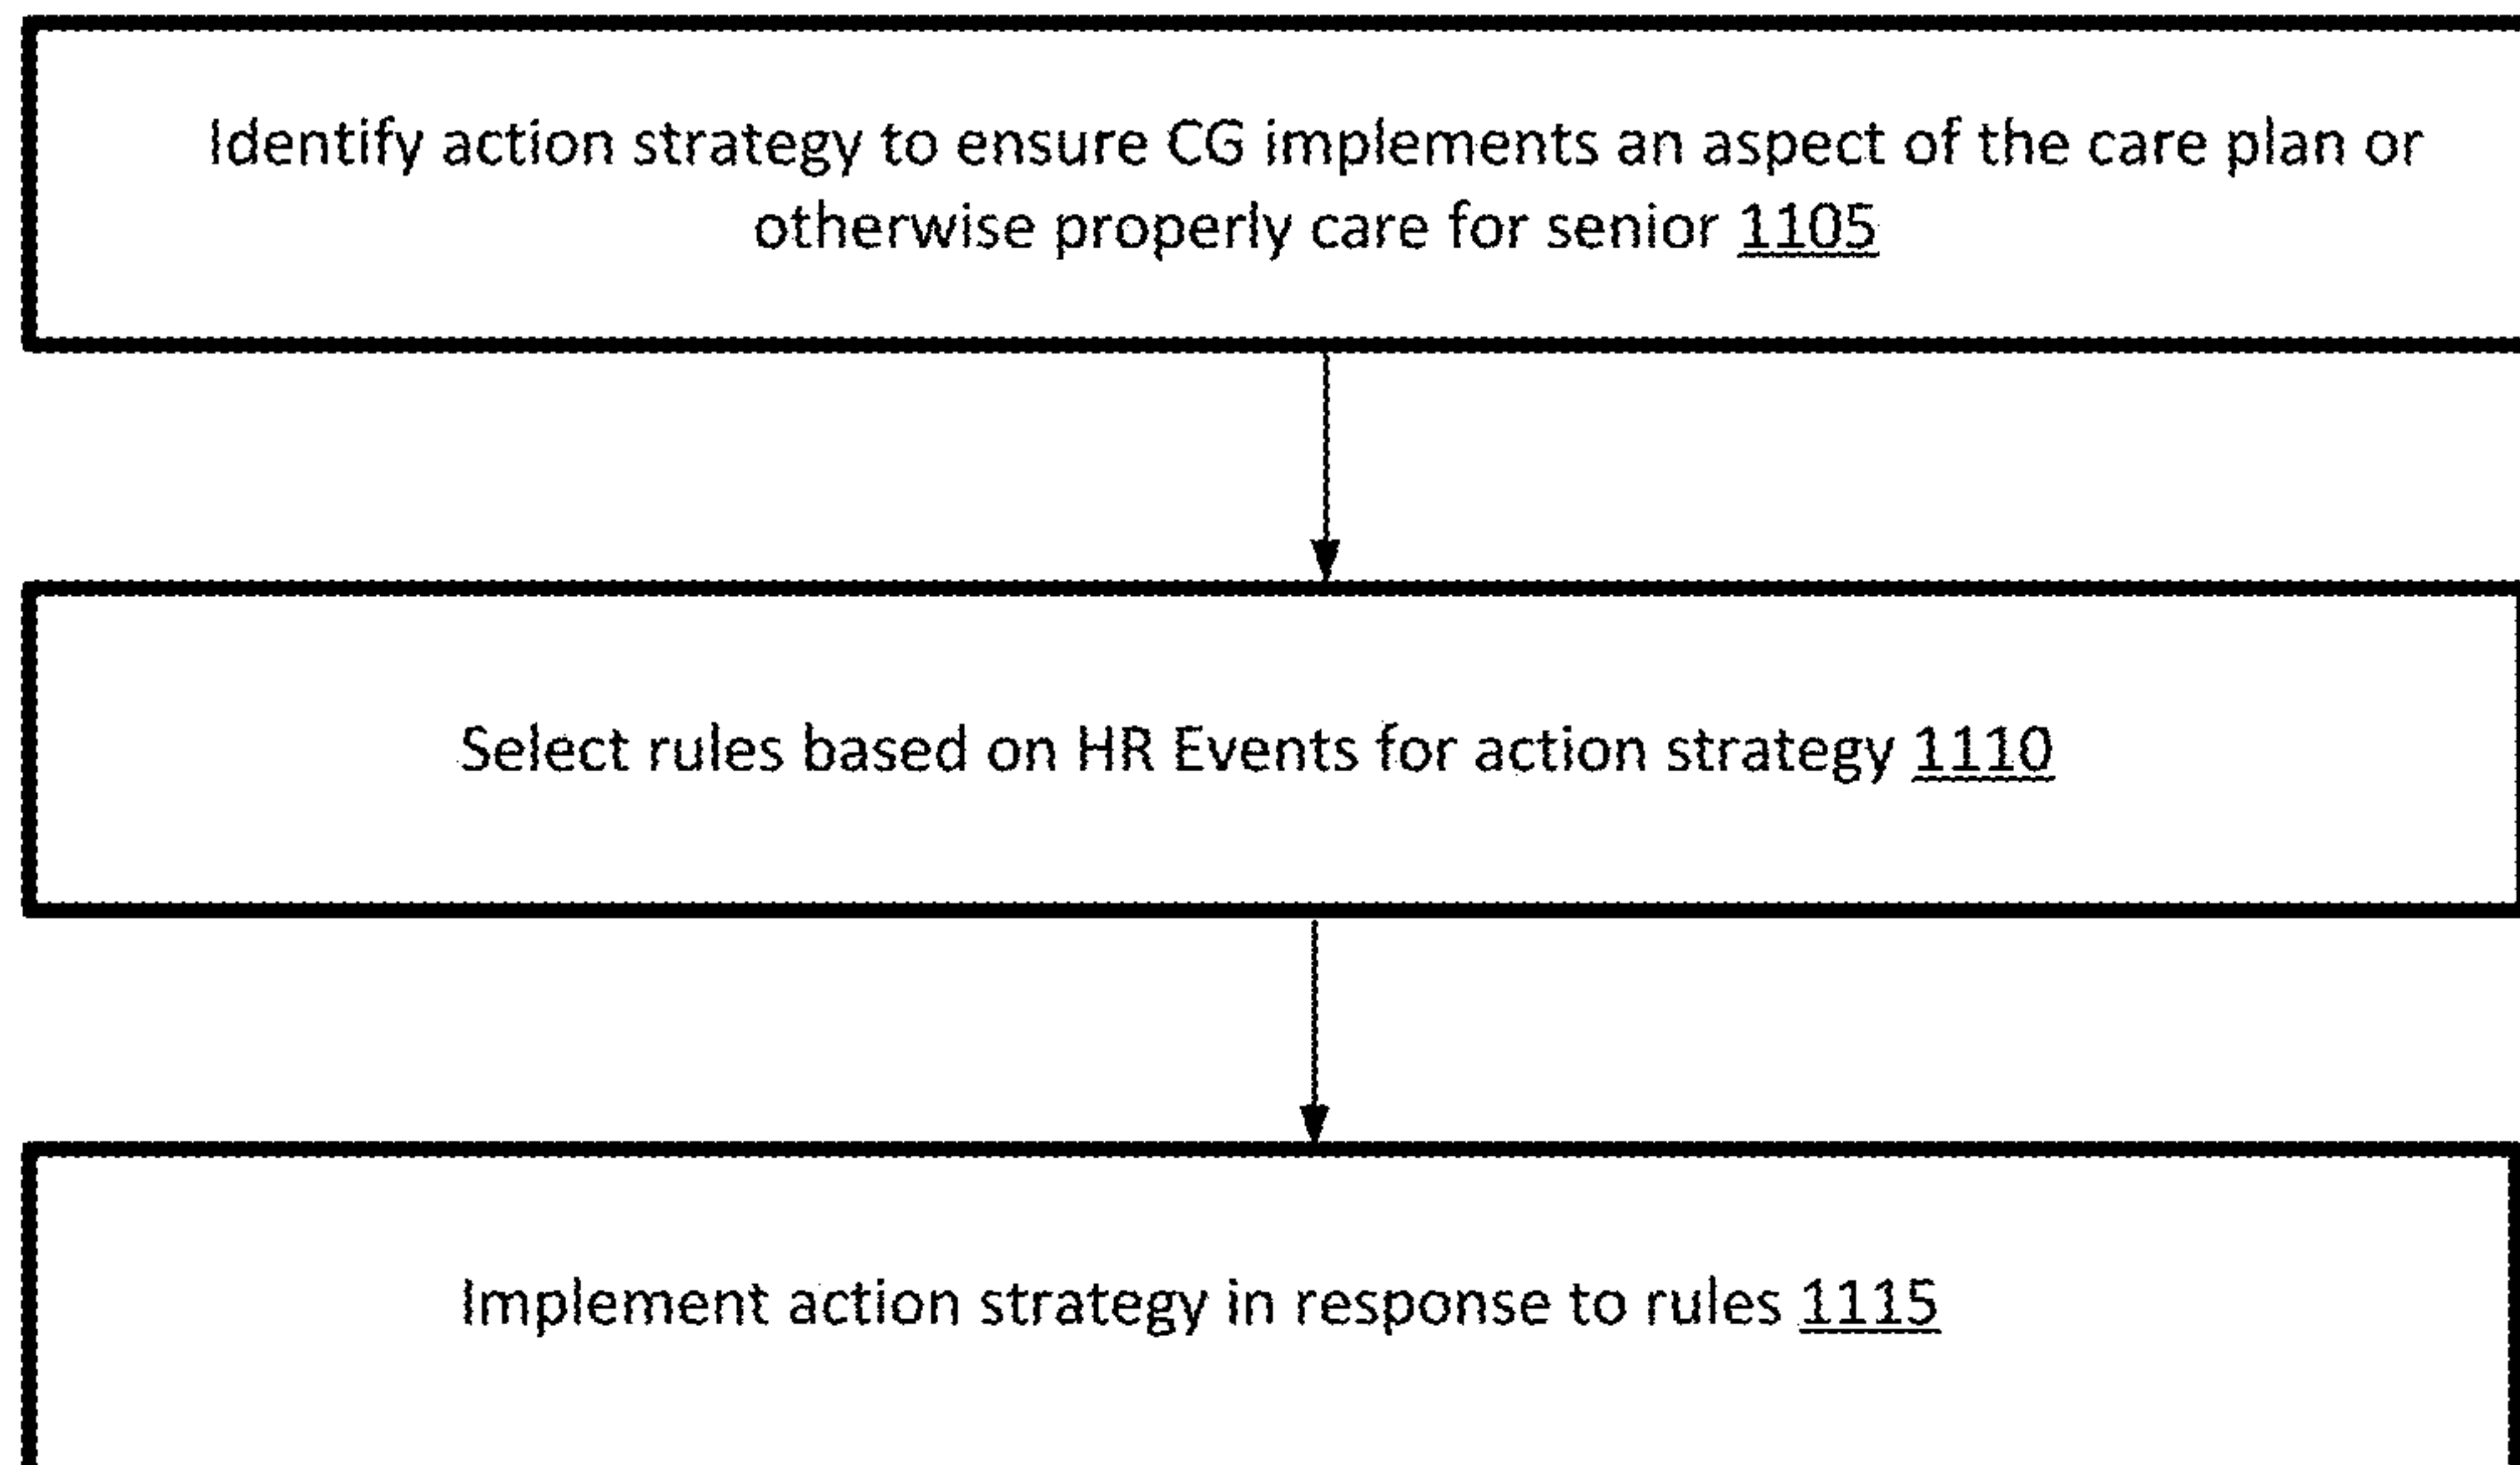 Identify action strategy to ensure CG implements an aspect of the care plan or
otherwise properly care for senior 1105
Select rules based on HR Events for action strategy 1110
Implement action strategy in response to rules 1115